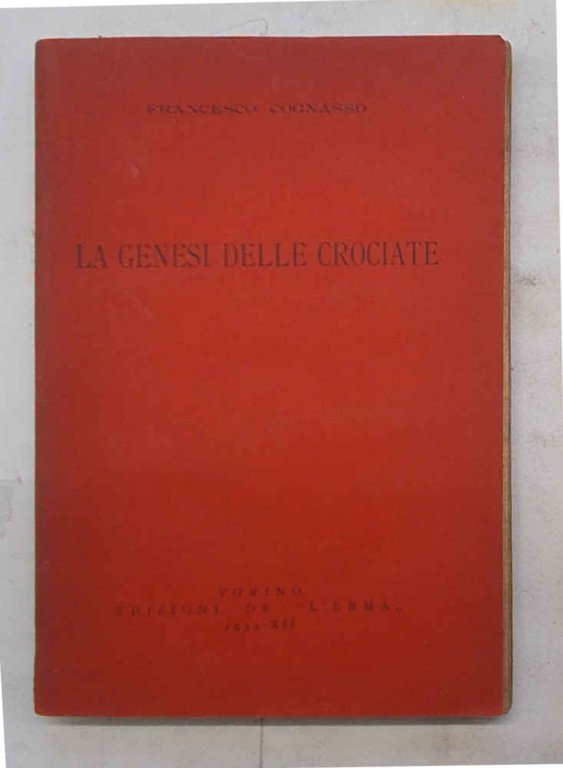 FRANCESCO COGNASSO
LA GENESI DELLE CROCIATE
TORINO
EDIZIONI DE "L'ERMA„
1934-XII